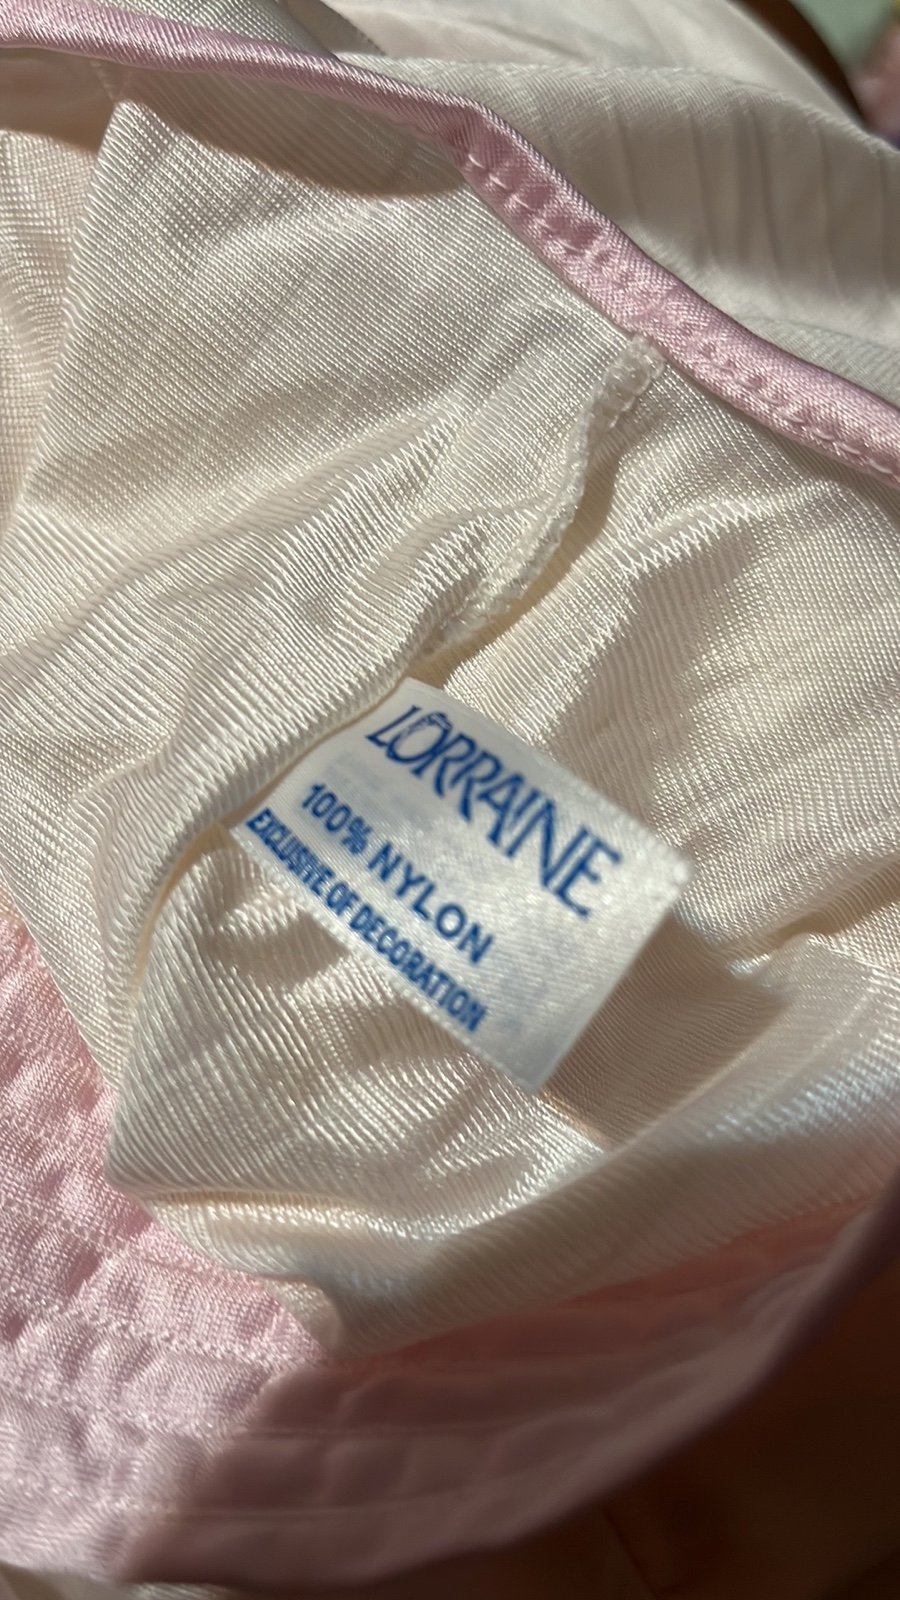 LORRAINE
100% NYLON
EXCLUSIVE OF DECORATION